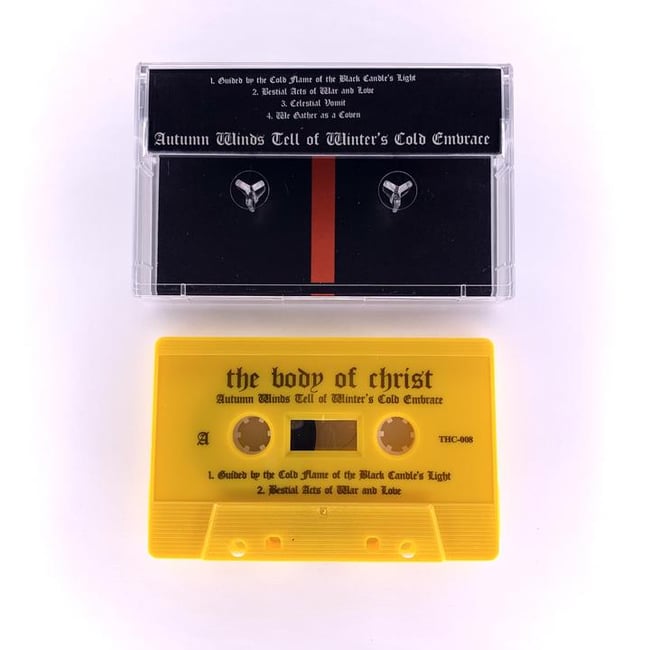 1. Guided by the Cold Flame of the Black Candle's Light
2. Bestial Acts of War and Love
3. Celestial Vomit
4. We Gather as a Coven
Autumn Winds Tell of Winter's Cold Embrace
the body of christ
Autumn Winds Tell of Winter's Cold Embrace
A
THC-008
1. Guided by the Cold Flame of the Black Candle's Light
2. Bestial Acts of War and Love